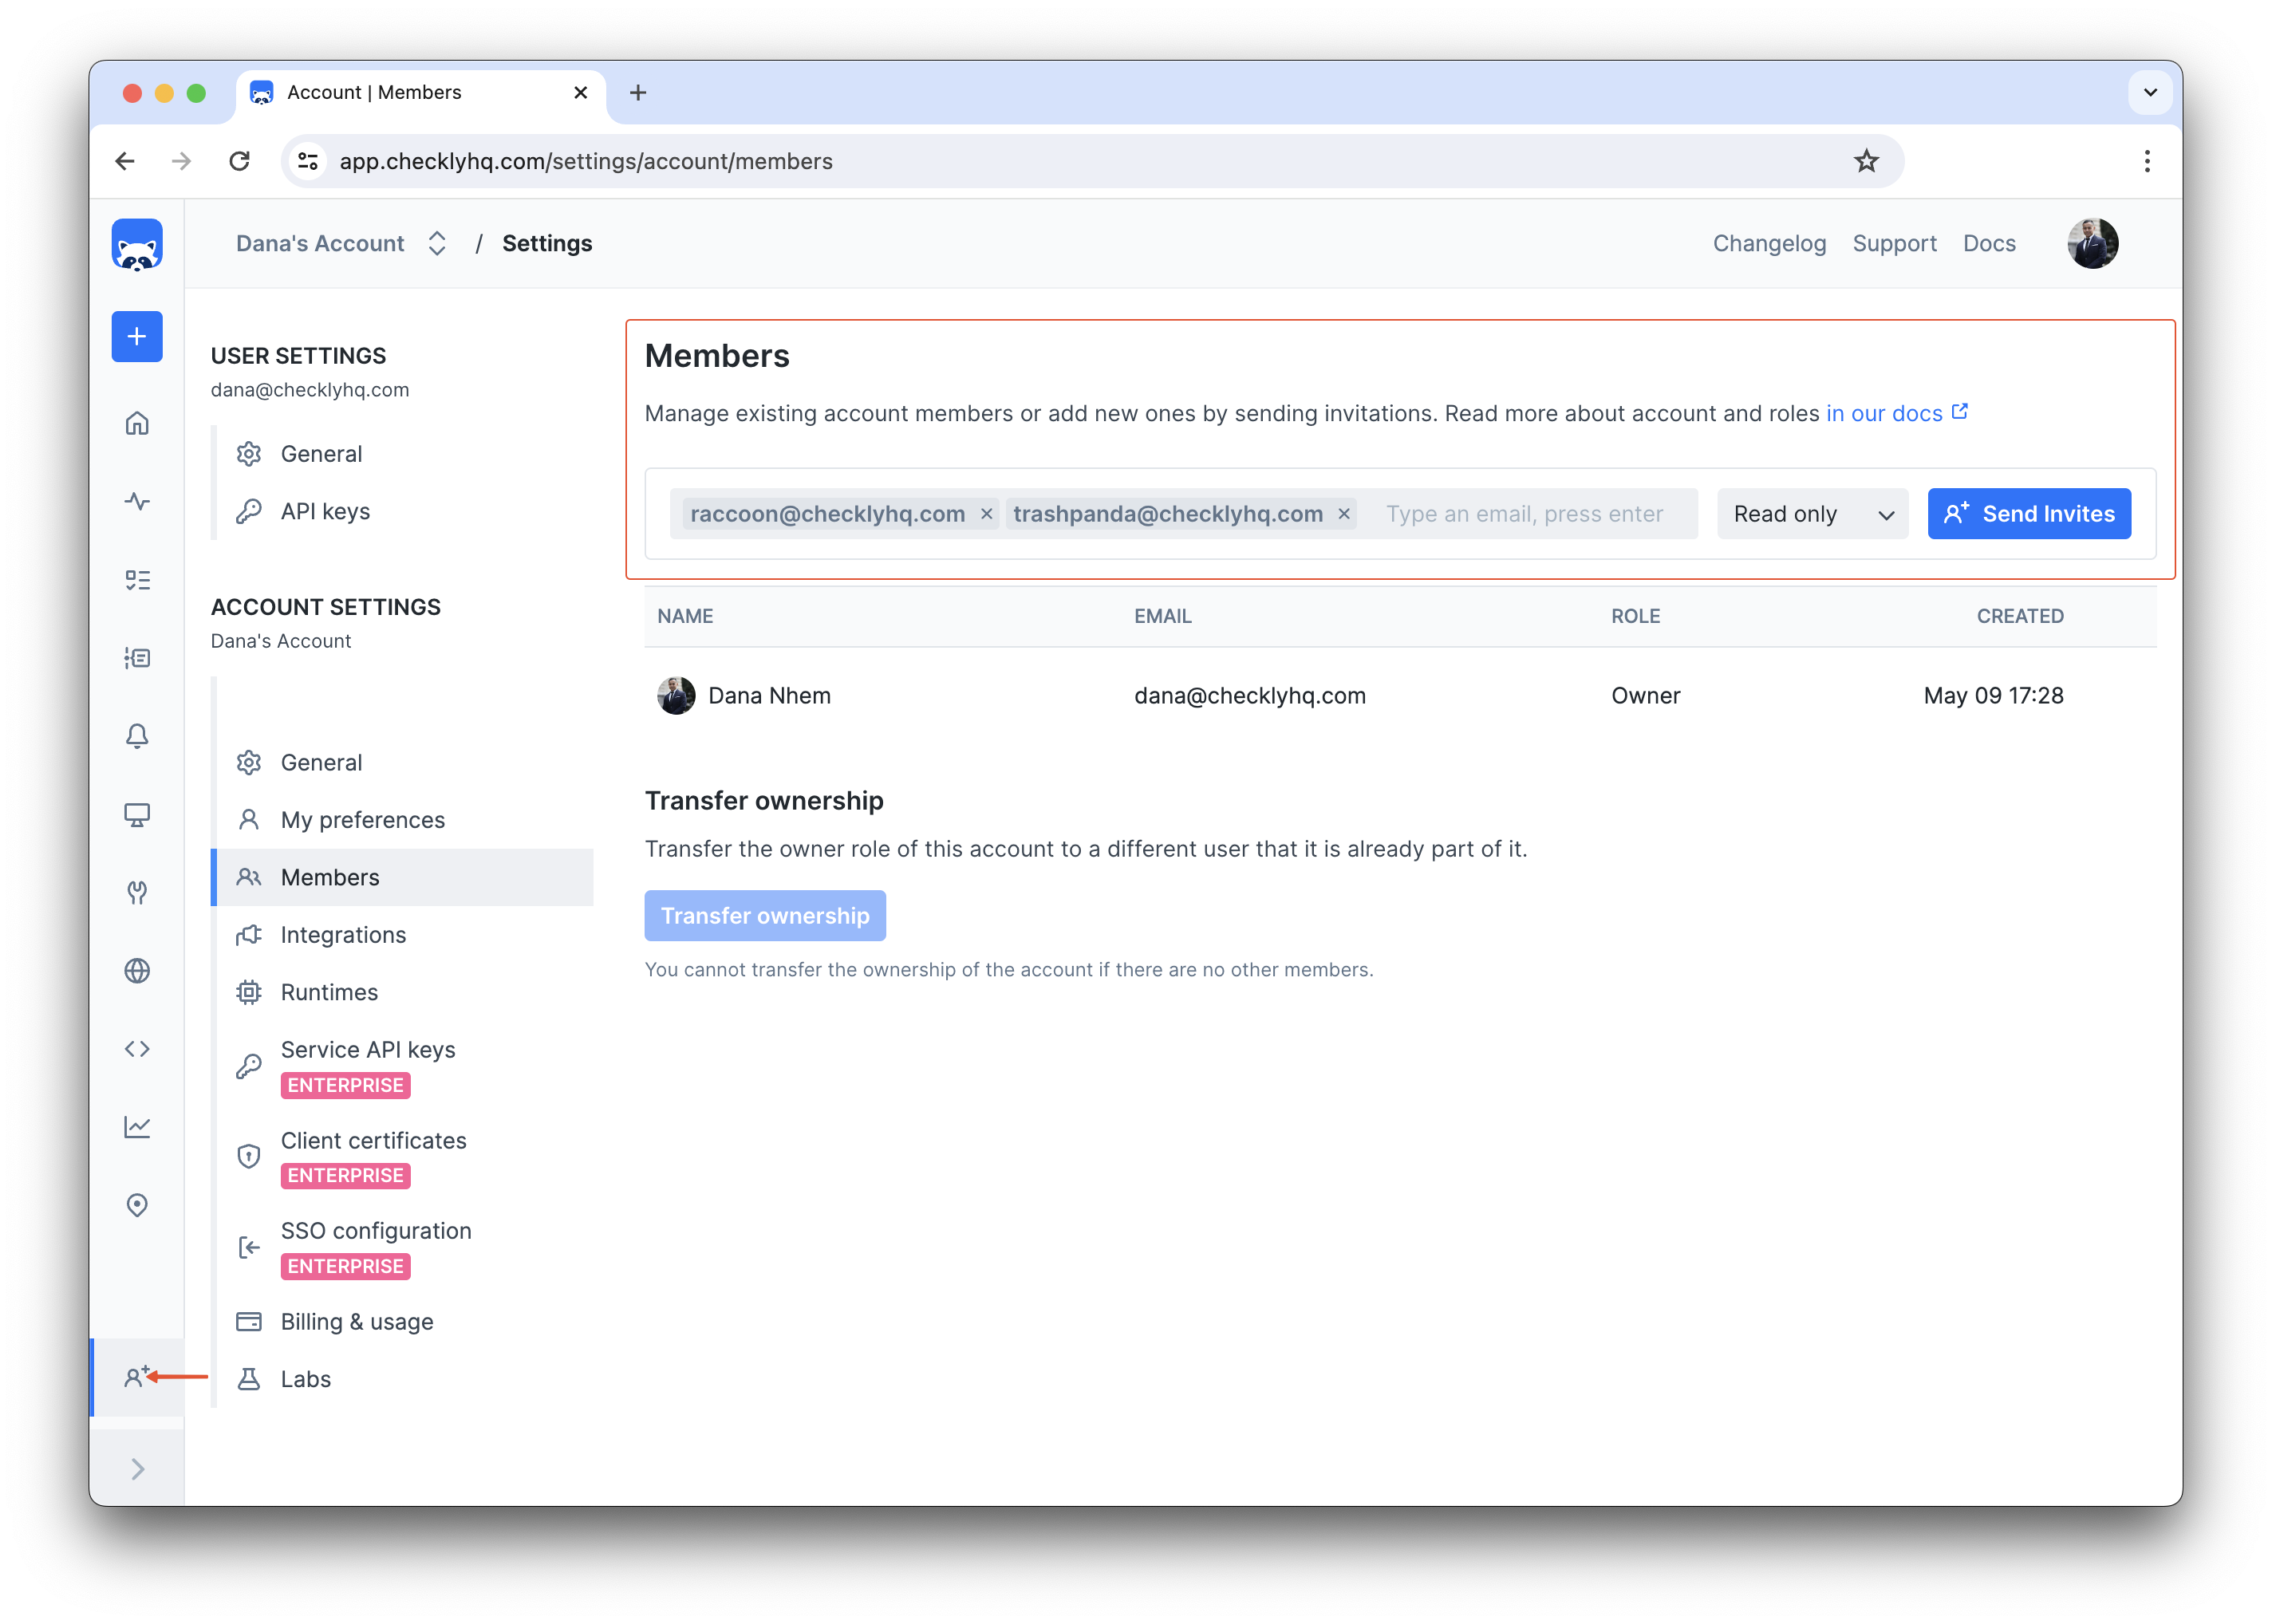 Account | Members
app.checklyhq.com/settings/account/members
Dana's Account / Settings
Changelog Support Docs
USER SETTINGS
dana@checklyhq.com
General
API keys
ACCOUNT SETTINGS
Dana's Account
General
My preferences
Members
Integrations
Runtimes
Service API keys
ENTERPRISE
Client certificates
ENTERPRISE
SSO configuration
ENTERPRISE
Billing & usage
Labs
Members
Manage existing account members or add new ones by sending invitations. Read more about account and roles in our docs
raccoon@checklyhq.com × trashpanda@checklyhq.com × Type an email, press enter Read only Send Invites
NAME EMAIL ROLE CREATED
Dana Nhem dana@checklyhq.com Owner May 09 17:28
Transfer ownership
Transfer the owner role of this account to a different user that it is already part of it.
Transfer ownership
You cannot transfer the ownership of the account if there are no other members.